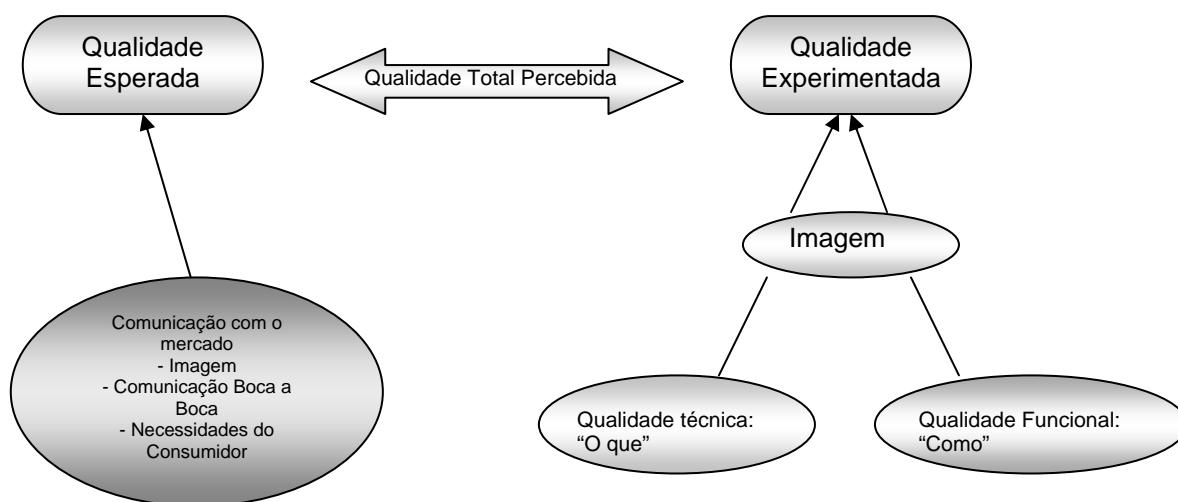 Qualidade
Esperada
Qualidade Total Percebida
Qualidade
Experimentada
Imagem
Comunicação com o
mercado
- Imagem
- Comunicação Boca a
Boca
- Necessidades do
Consumidor
Qualidade técnica:
“O que”
Qualidade Funcional:
“Como”